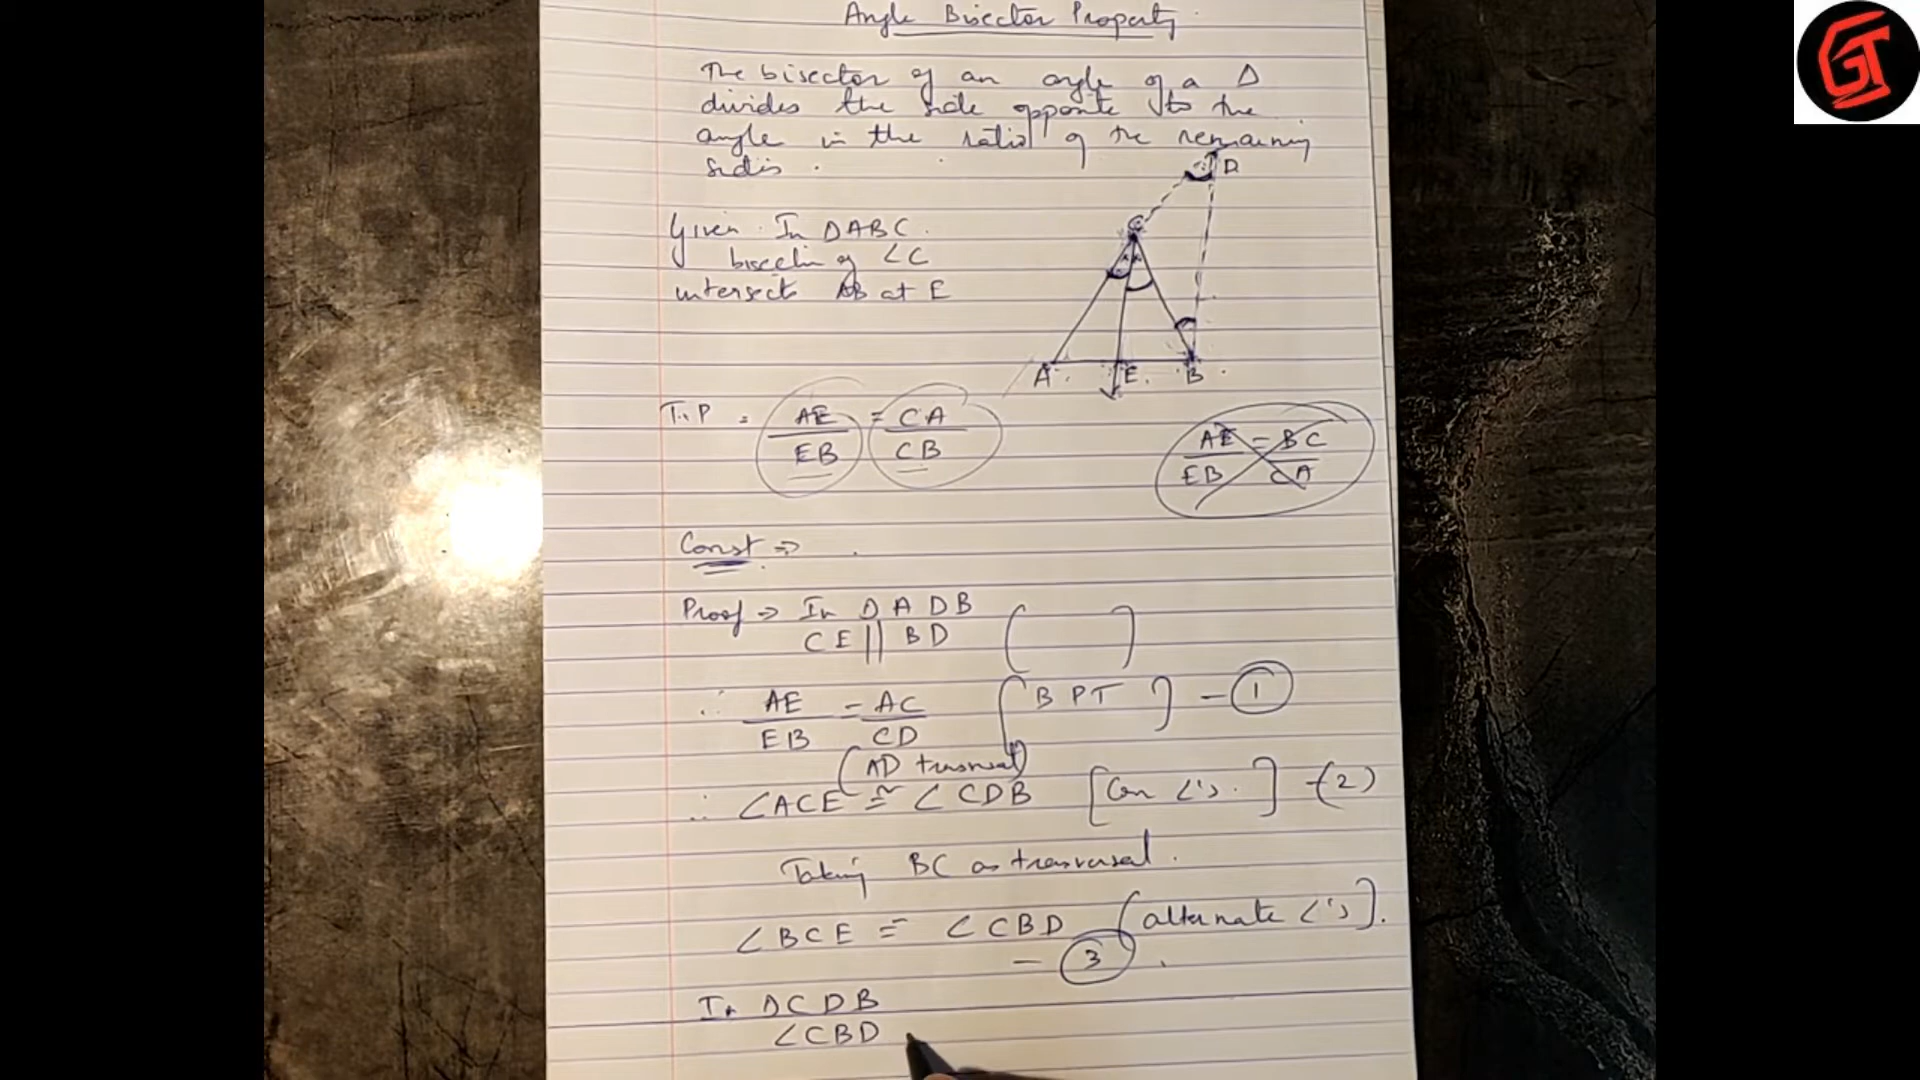 Angle Bisector Property
The bisector of an angle of a Δ
divides the side opposite to the
angle in the ratio of the remaining
sides.
Given. In ΔABC.
bisector of ∠C
intersects AB at E
D
C
x x
A E B
T.P = AE/EB = CA/CB
AE/EB = BC/CA
Const ⇒
Proof ⇒ In ΔADB
CE || BD ( )
∴ AE/EB = AC/CD [BPT] - ①
(AD transversal)
∴ ∠ACE ≅ ∠CDB [Corr ∠'s.] -(2)
Taking BC as transversal.
∠BCE = ∠CBD [alternate ∠'s].
- ③
In ΔCDB
∠CBD
GT